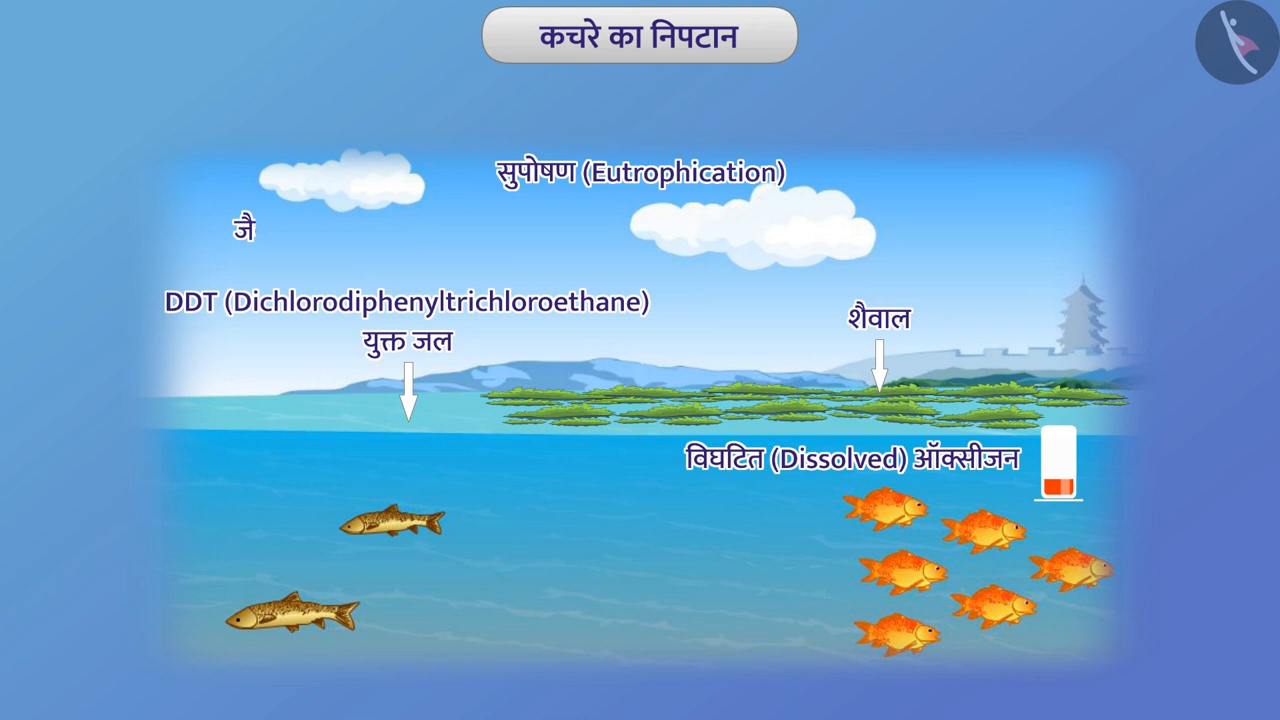 कचरे का निपटान
सुपोषण (Eutrophication)
जै
DDT (Dichlorodiphenyltrichloroethane)
युक्त जल
शैवाल
विघटित (Dissolved) ऑक्सीजन